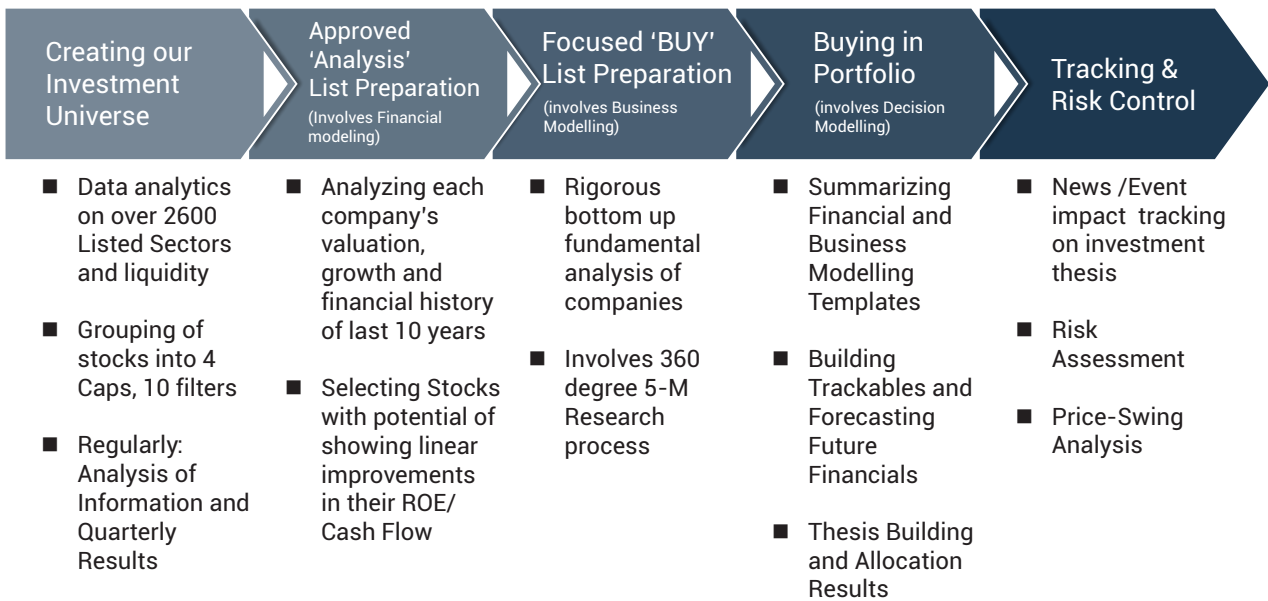 Creating our
Investment
Universe
Approved
‘Analysis’
List Preparation
(Involves Financial
modeling)
Focused ‘BUY’
List Preparation
(involves Business
Modelling)
Buying in
Portfolio
(involves Decision
Modelling)
Tracking &
Risk Control
■ Data analytics
on over 2600
Listed Sectors
and liquidity
■ Grouping of
stocks into 4
Caps, 10 filters
■ Regularly:
Analysis of
Information and
Quarterly
Results
■ Analyzing each
company’s
valuation,
growth and
financial history
of last 10 years
■ Selecting Stocks
with potential of
showing linear
improvements
in their ROE/
Cash Flow
■ Rigorous
bottom up
fundamental
analysis of
companies
■ Involves 360
degree 5-M
Research
process
■ Summarizing
Financial and
Business
Modelling
Templates
■ Building
Trackables and
Forecasting
Future
Financials
■ Thesis Building
and Allocation
Results
■ News /Event
impact tracking
on investment
thesis
■ Risk
Assessment
■ Price-Swing
Analysis